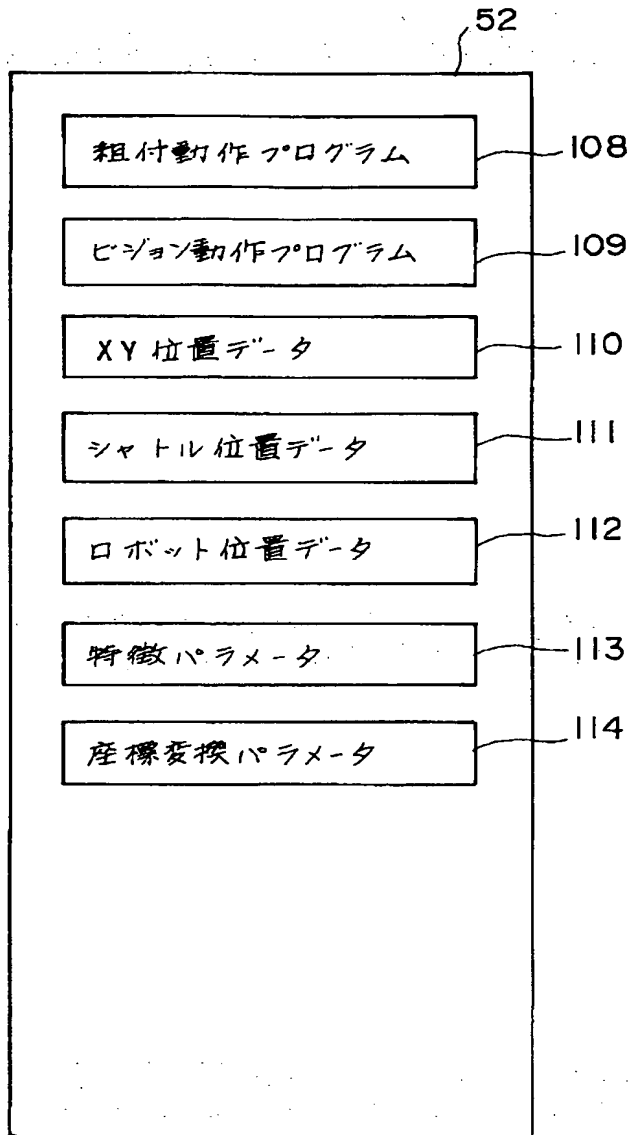 52
組付動作プログラム 108
ビジョン動作プログラム 109
XY位置データ 110
シャトル位置データ 111
ロボット位置データ 112
特徴パラメータ 113
座標変換パラメータ 114